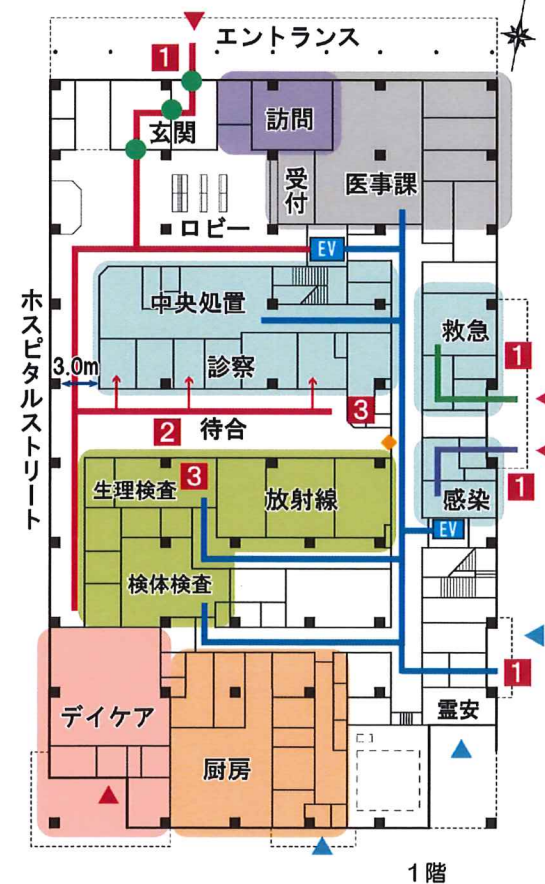 エントランス
1
玄関
訪問
受付
医事課
ロビー
EV
中央処置
救急
診察
1
ホスピタルストリート
3.0m
3
2
待合
生理検査
3
放射線
感染
1
EV
検体検査
1
デイケア
霊安
厨房
1階